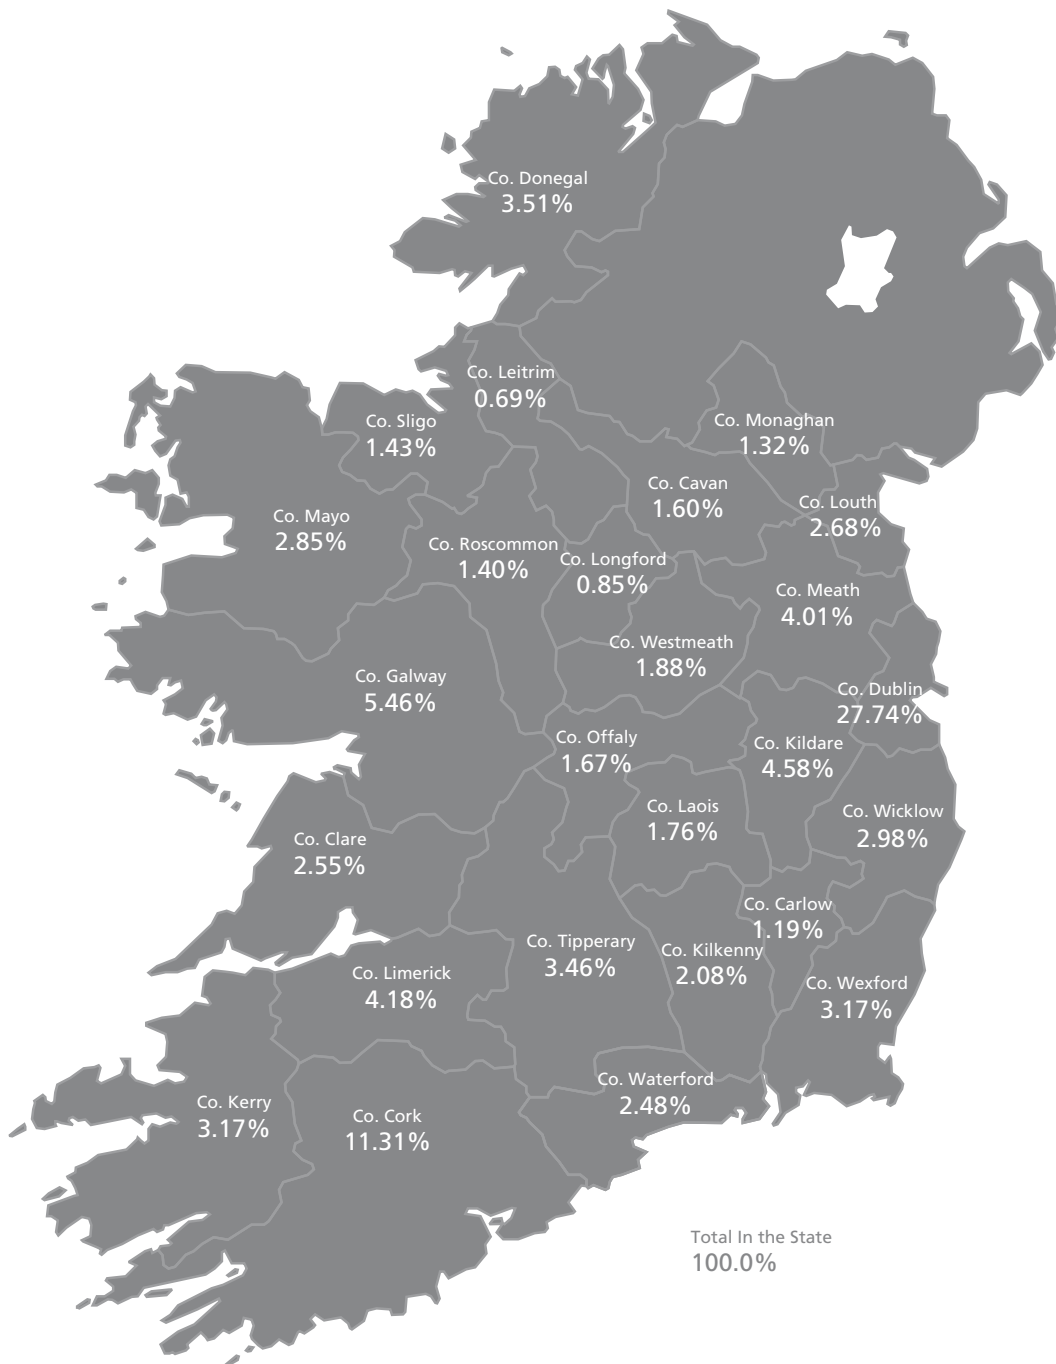 Co. Donegal
3.51%
Co. Leitrim
0.69%
Co. Sligo
1.43%
Co. Monaghan
1.32%
Co. Cavan
1.60%
Co. Louth
2.68%
Co. Mayo
2.85%
Co. Roscommon
1.40%
Co. Longford
0.85%
Co. Meath
4.01%
Co. Westmeath
1.88%
Co. Galway
5.46%
Co. Dublin
27.74%
Co. Offaly
1.67%
Co. Kildare
4.58%
Co. Laois
1.76%
Co. Wicklow
2.98%
Co. Clare
2.55%
Co. Carlow
1.19%
Co. Tipperary
3.46%
Co. Kilkenny
2.08%
Co. Limerick
4.18%
Co. Wexford
3.17%
Co. Waterford
2.48%
Co. Kerry
3.17%
Co. Cork
11.31%
Total In the State
100.0%